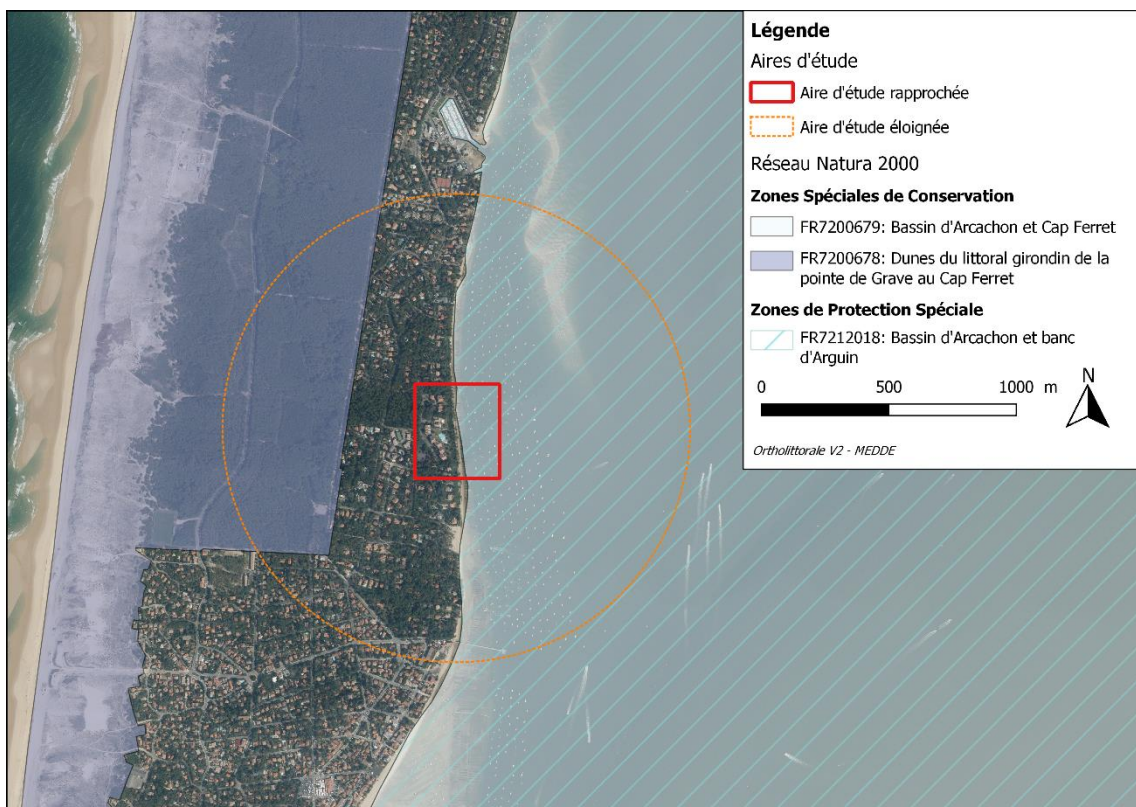 Légende
Aires d'étude
Aire d'étude rapprochée
Aire d'étude éloignée
Réseau Natura 2000
Zones Spéciales de Conservation
FR7200679: Bassin d'Arcachon et Cap Ferret
FR7200678: Dunes du littoral girondin de la
pointe de Grave au Cap Ferret
Zones de Protection Spéciale
FR7212018: Bassin d'Arcachon et banc
d'Arguin
0 500 1000 m
N
Ortholittorale V2 - MEDDE